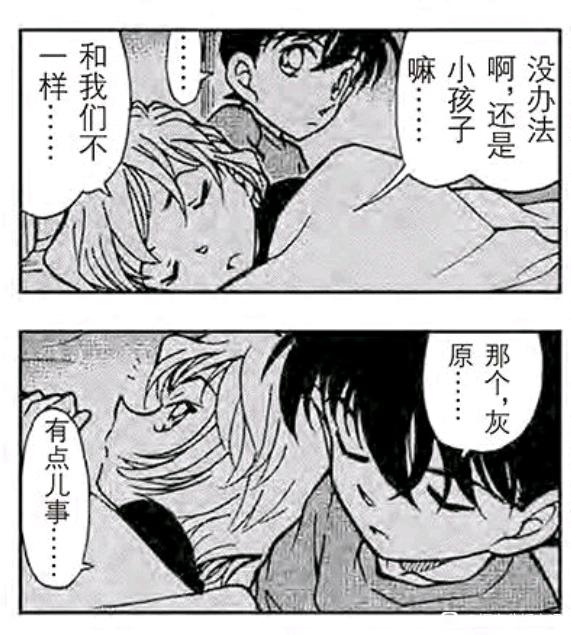 没办法
啊,还是
小孩子
嘛……
……
和我们不
一样……
那个,灰
原……
有点儿事……